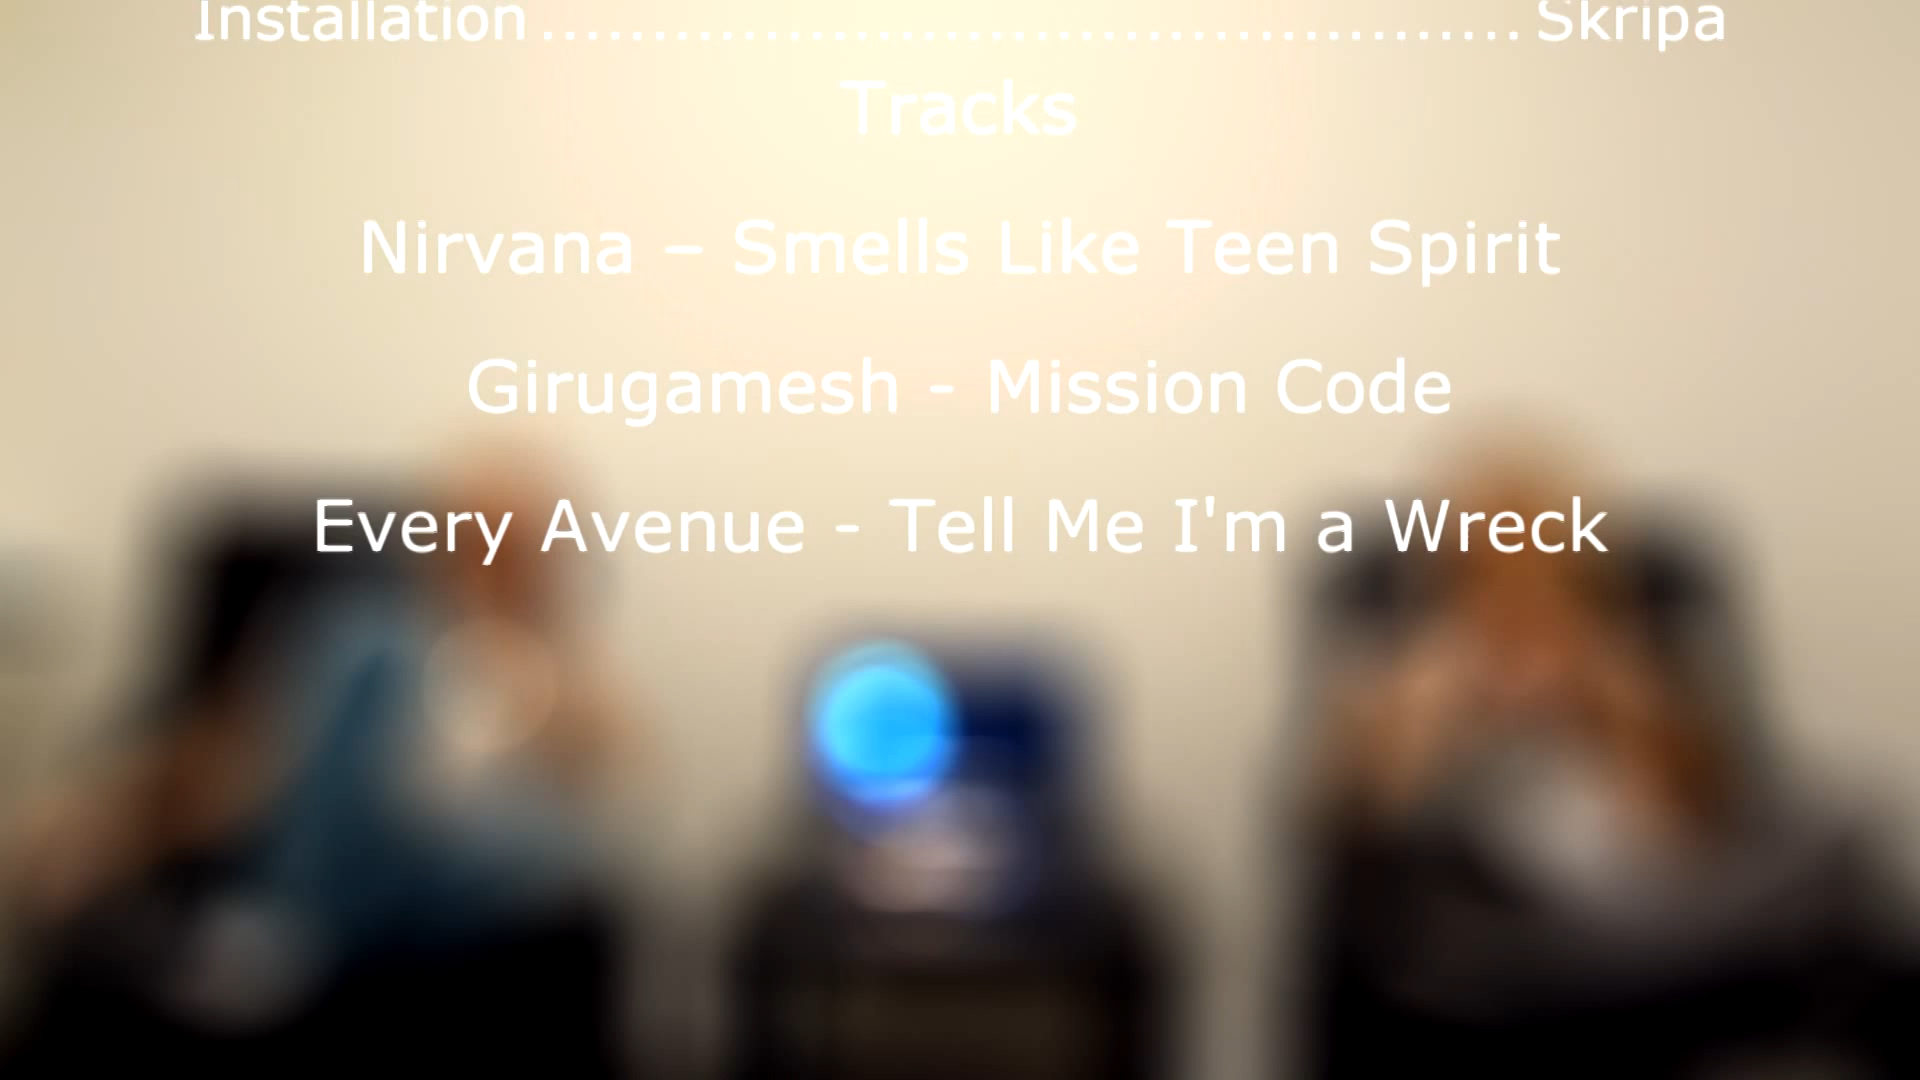 Installation ............................................. Skripa
Tracks
Nirvana – Smells Like Teen Spirit
Girugamesh - Mission Code
Every Avenue - Tell Me I'm a Wreck